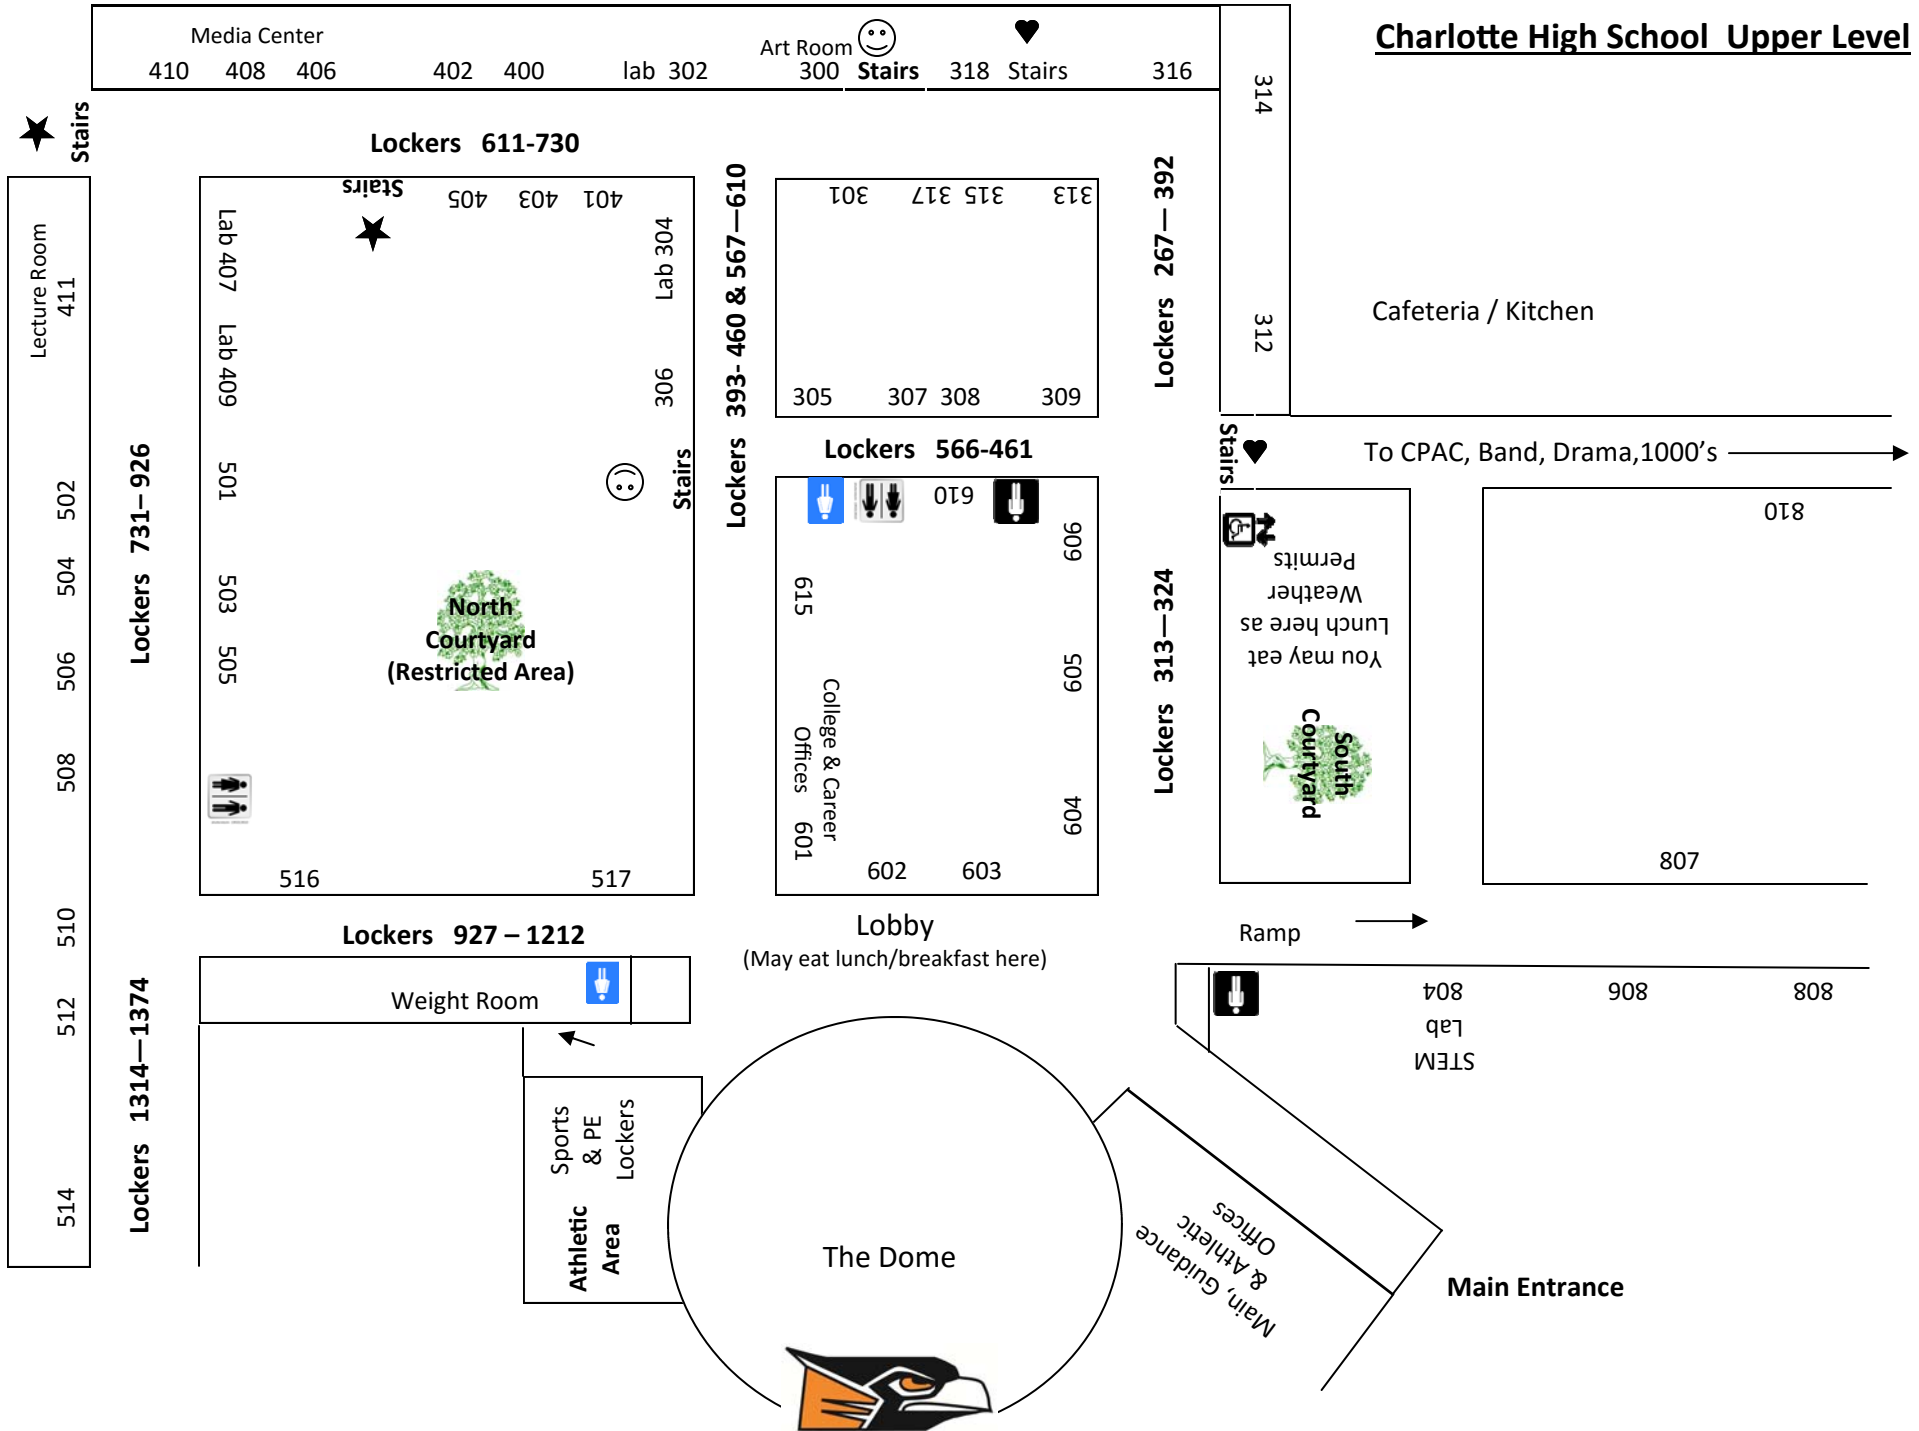 Charlotte High School Upper Level
Media Center
410 408 406 402 400 lab 302
Art Room
300 Stairs 318 Stairs 316
314
312
Stairs
Lockers 611-730
Lecture Room
411
502
504
506
508
510
512
514
Lockers 731–926
Lockers 1314—1374
Stairs
405 403 401
Lab 407
Lab 409
501
503
505
Lab 304
306
Stairs
North
Courtyard
(Restricted Area)
516 517
Lockers 393- 460 & 567—610
301 317 315 313
305 307 308 309
Lockers 267— 392
Cafeteria / Kitchen
Lockers 566-461
610
606
605
604
615
College & Career
Offices
601
602 603
Lockers 313—324
Stairs
To CPAC, Band, Drama,1000's
You may eat
Lunch here as
Weather
Permits
South
Courtyard
810
807
Lockers 927 – 1212
Lobby
(May eat lunch/breakfast here)
Ramp
Weight Room
804 806 808
Lab
STEM
Sports
& PE
Lockers
Athletic
Area
The Dome
Main, Guidance
& Athletic
Offices
Main Entrance